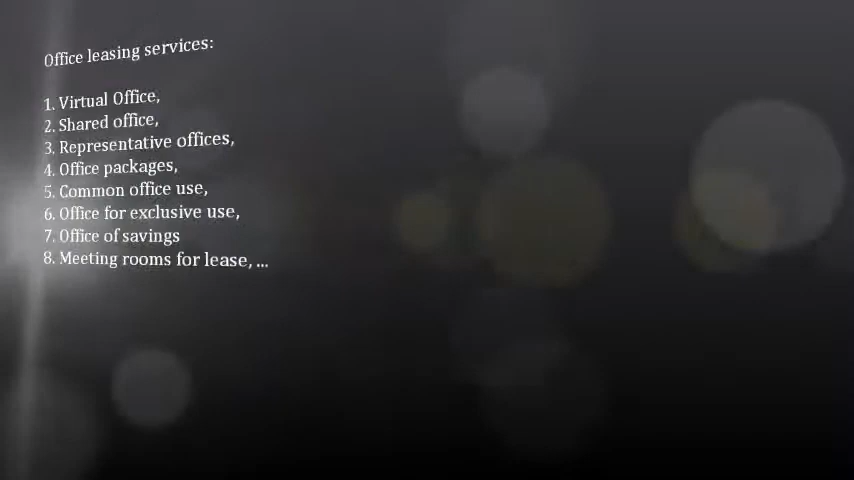 Office leasing services:
1. Virtual Office,
2. Shared office,
3. Representative offices,
4. Office packages,
5. Common office use,
6. Office for exclusive use,
7. Office of savings
8. Meeting rooms for lease, ...